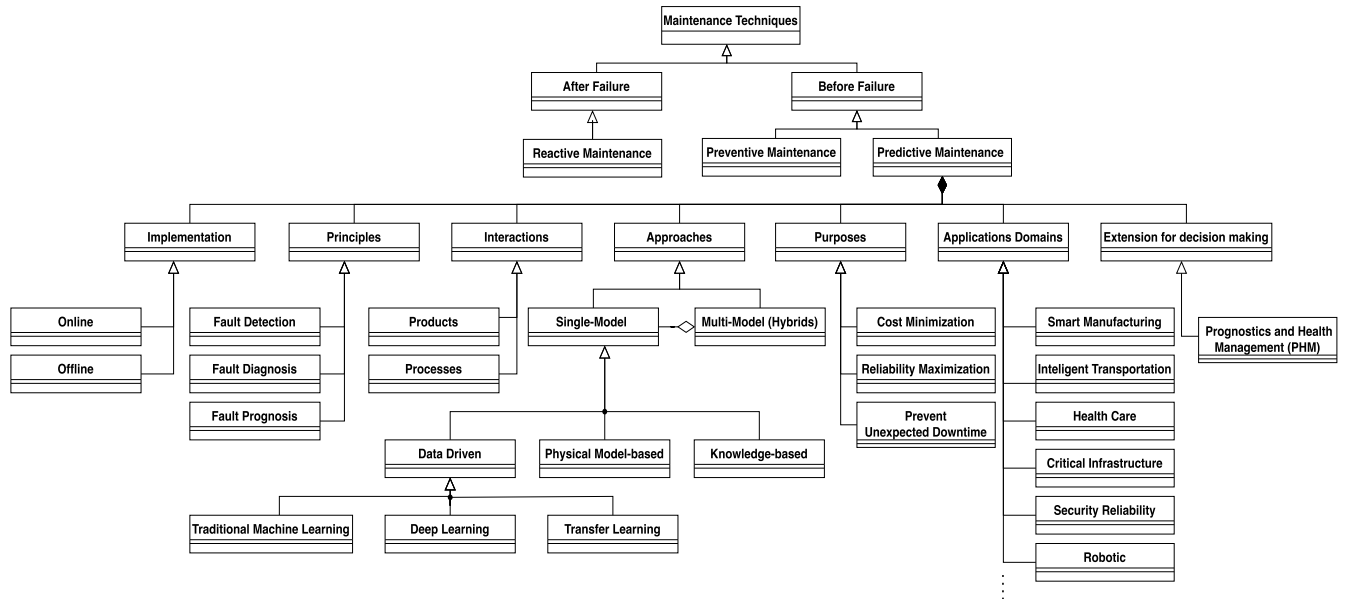 Maintenance Techniques
After Failure
Before Failure
Reactive Maintenance
Preventive Maintenance
Predictive Maintenance
Implementation
Principles
Interactions
Approaches
Purposes
Applications Domains
Extension for decision making
Online
Fault Detection
Products
Single-Model
Multi-Model (Hybrids)
Cost Minimization
Smart Manufacturing
Prognostics and Health
Management (PHM)
Offline
Fault Diagnosis
Processes
Reliability Maximization
Inteligent Transportation
Fault Prognosis
Prevent
Unexpected Downtime
Health Care
Data Driven
Physical Model-based
Knowledge-based
Critical Infrastructure
Security Reliability
Traditional Machine Learning
Deep Learning
Transfer Learning
Robotic